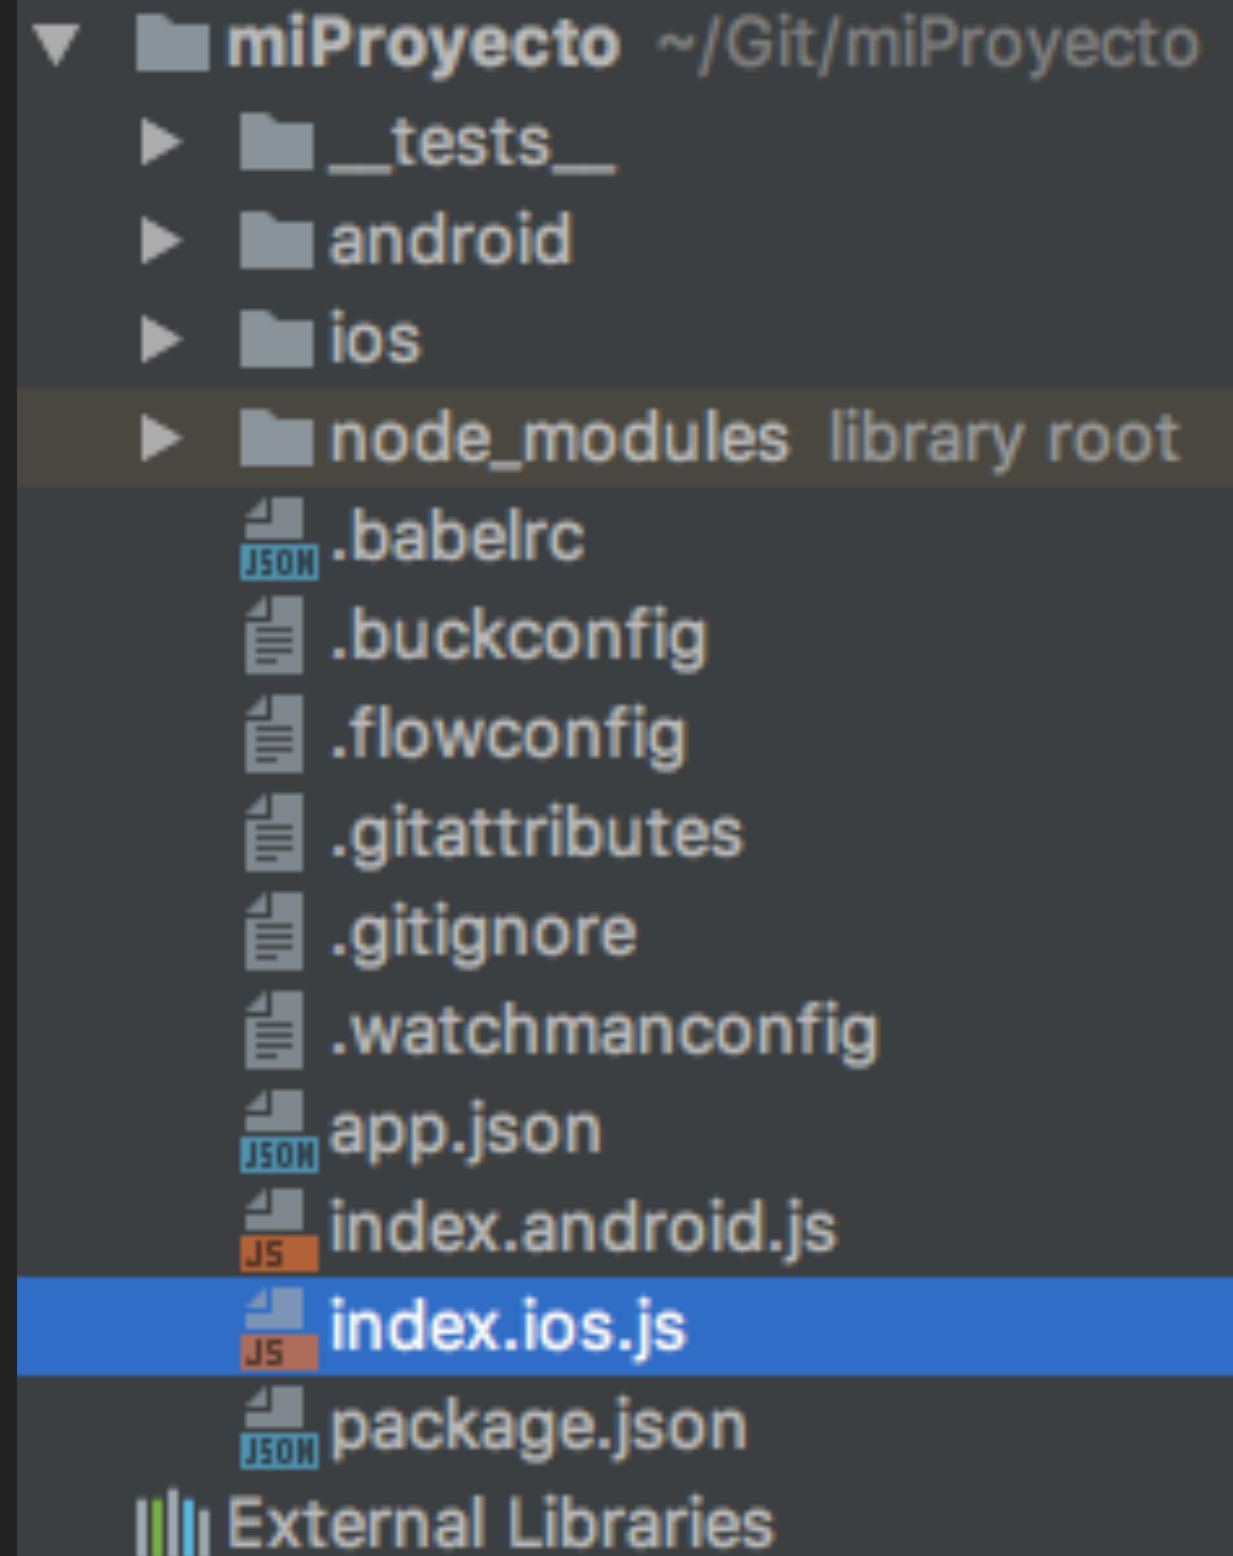 miProyecto ~/Git/miProyecto
__tests__
android
ios
node_modules library root
JSON .babelrc
.buckconfig
.flowconfig
.gitattributes
.gitignore
.watchmanconfig
JSON app.json
JS index.android.js
JS index.ios.js
JSON package.json
External Libraries